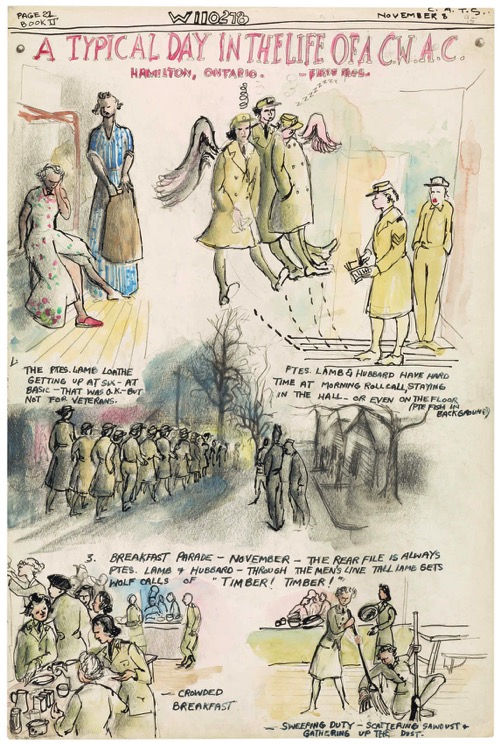 PAGE 21.
BOOK II
W110278
C.A.T.S.
NOVEMBER 8
A TYPICAL DAY IN THE LIFE OF A C.W.A.C.
HAMILTON, ONTARIO.
ZZZZZZZ
THE PTES. LAMB LOATHE
GETTING UP AT SIX - AT
BASIC - THAT WAS O.K - BUT
NOT FOR VETERANS.
PTES. LAMB & HUBBARD HAVE HARD
TIME AT MORNING ROLL CALL, STAYING
IN THE HALL - OR EVEN ON THE FLOOR
(PTE FISH IN
BACKGROUND)
3. BREAKFAST PARADE - NOVEMBER - THE REAR FILE IS ALWAYS
PTES. LAMB & HUBBARD - THROUGH THE MEN'S LINE TALL LAMB GETS
WOLF CALLS OF "TIMBER! TIMBER!"
- CROWDED
BREAKFAST
- SWEEPING DUTY - SCATTERING SAWDUST &
GATHERING UP THE DUST.